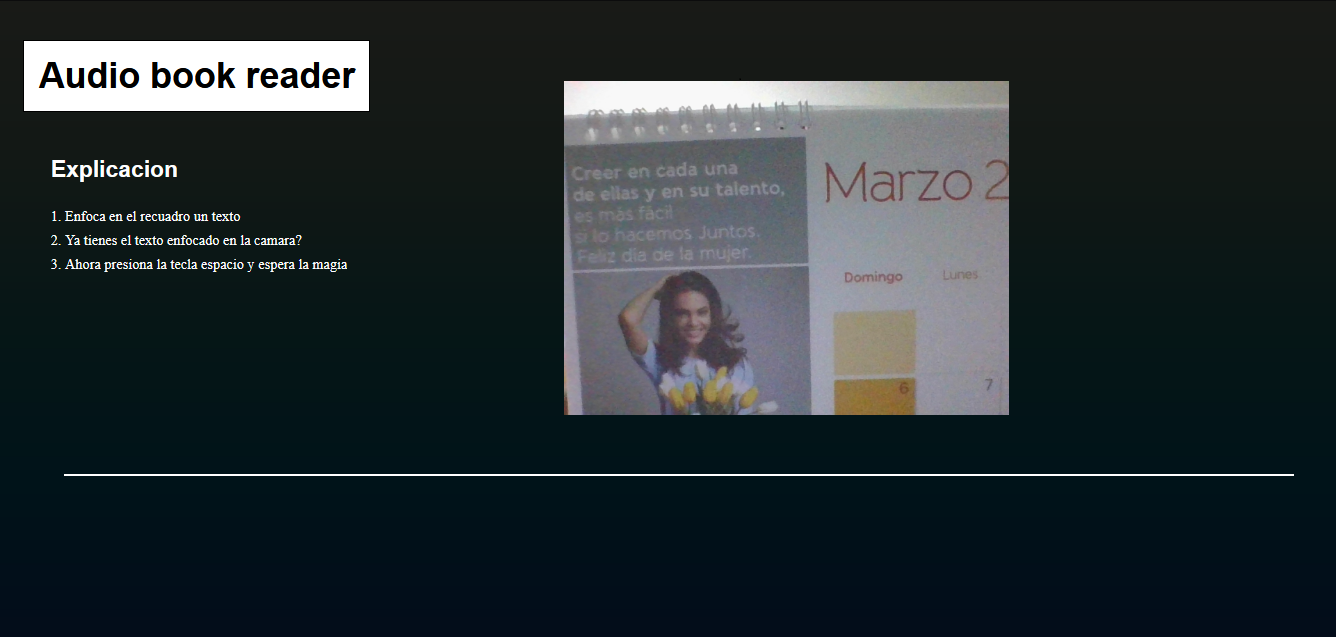 Audio book reader
Explicacion
1. Enfoca en el recuadro un texto
2. Ya tienes el texto enfocado en la camara?
3. Ahora presiona la tecla espacio y espera la magia
Creer en cada una
de ellas y en su talento,
es más fácil
si lo hacemos Juntos.
Feliz día de la mujer.
Marzo 2
Domingo Lunes
6 7